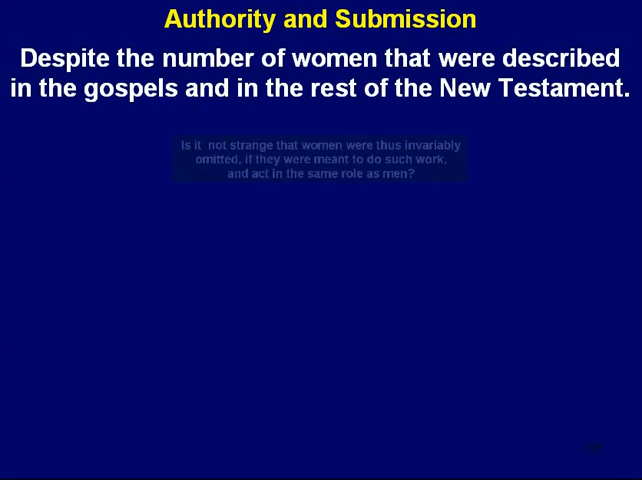 Authority and Submission
Despite the number of women that were described
in the gospels and in the rest of the New Testament.
Is it not strange that women were thus invariably
omitted, if they were meant to do such work,
and act in the same role as men?